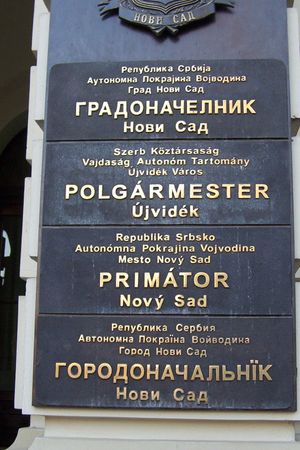 НОВИ САД
Република Србија
Аутономна Покрајина Војводина
Град Нови Сад
ГРАДОНАЧЕЛНИК
Нови Сад
Szerb Köztársaság
Vajdaság Autonóm Tartomány
Újvidék Város
POLGÁRMESTER
Újvidék
Republika Srbsko
Autonómna Pokrajina Vojvodina
Mesto Nový Sad
PRIMÁTOR
Nový Sad
Република Сербия
Автономна Покраїна Войводина
Город Нови Сад
ГОРОДОНАЧАЛЬНЇК
Нови Сад